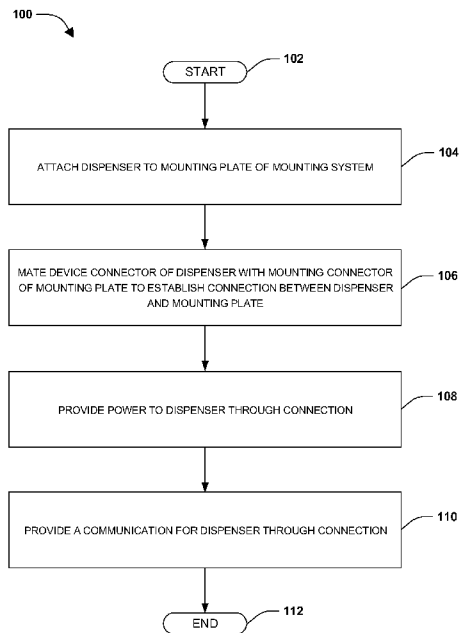 100
START
102
ATTACH DISPENSER TO MOUNTING PLATE OF MOUNTING SYSTEM
104
MATE DEVICE CONNECTOR OF DISPENSER WITH MOUNTING CONNECTOR
OF MOUNTING PLATE TO ESTABLISH CONNECTION BETWEEN DISPENSER
AND MOUNTING PLATE
106
PROVIDE POWER TO DISPENSER THROUGH CONNECTION
108
PROVIDE A COMMUNICATION FOR DISPENSER THROUGH CONNECTION
110
END
112